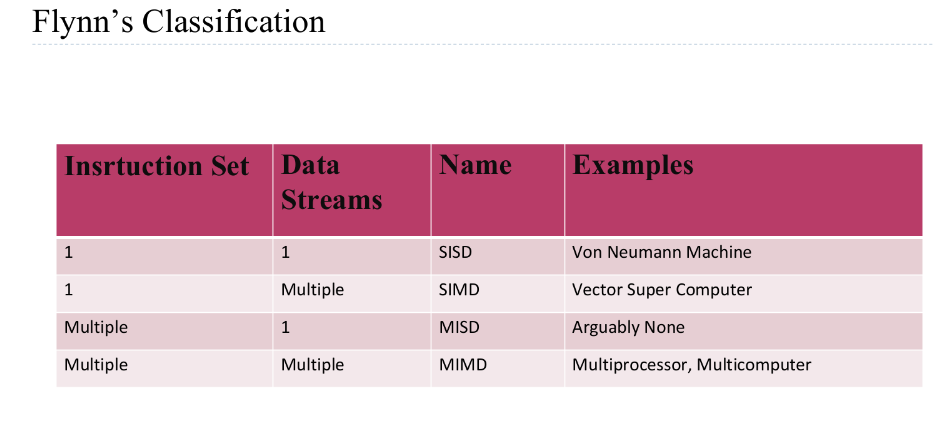 Flynn’s Classification
Insrtuction Set
Data
Streams
Name
Examples
1
1
SISD
Von Neumann Machine
1
Multiple
SIMD
Vector Super Computer
Multiple
1
MISD
Arguably None
Multiple
Multiple
MIMD
Multiprocessor, Multicomputer